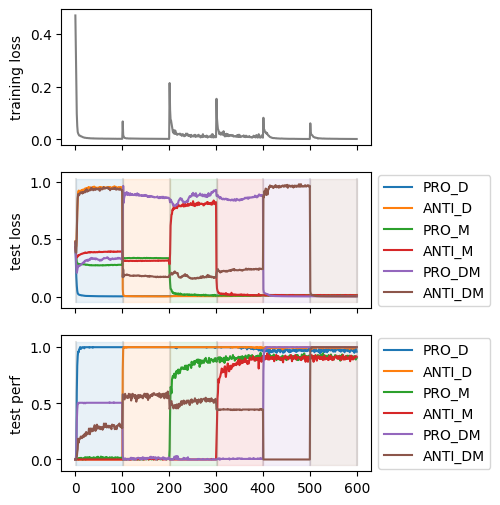 training loss
0.4
0.2
0.0
test loss
1.0
0.5
0.0
PRO_D
ANTI_D
PRO_M
ANTI_M
PRO_DM
ANTI_DM
test perf
1.0
0.5
0.0
PRO_D
ANTI_D
PRO_M
ANTI_M
PRO_DM
ANTI_DM
0 100 200 300 400 500 600